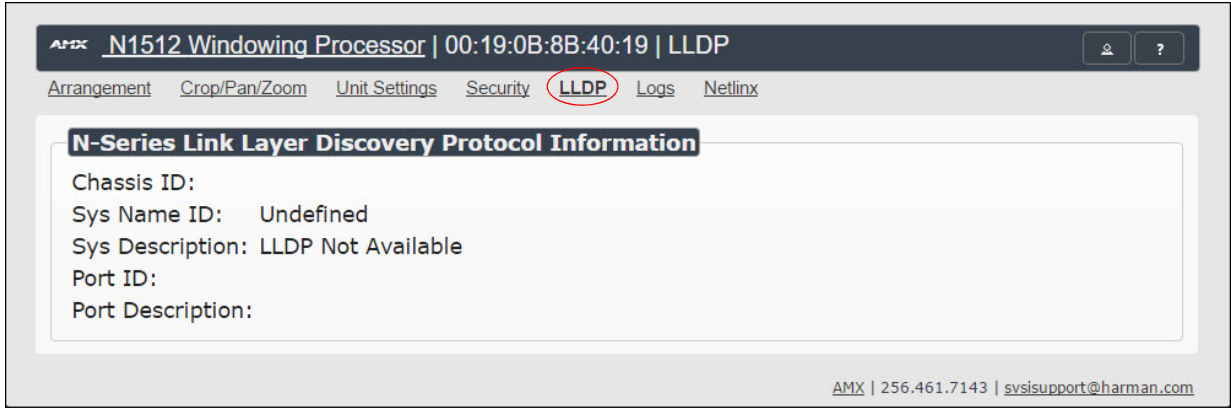 AMX N1512 Windowing Processor | 00:19:0B:8B:40:19 | LLDP ?
Arrangement Crop/Pan/Zoom Unit Settings Security LLDP Logs Netlinx
N-Series Link Layer Discovery Protocol Information
Chassis ID:
Sys Name ID: Undefined
Sys Description: LLDP Not Available
Port ID:
Port Description:
AMX | 256.461.7143 | svsisupport@harman.com